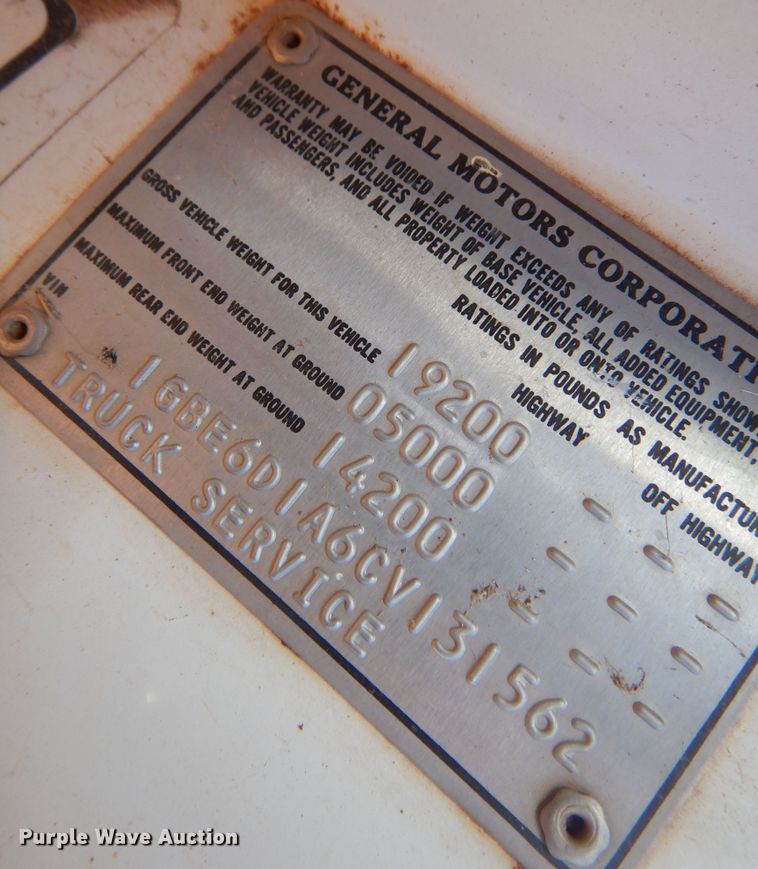 GENERAL MOTORS CORPORATI
WARRANTY MAY BE VOIDED IF WEIGHT EXCEEDS ANY OF RATINGS SHOW
VEHICLE WEIGHT INCLUDES WEIGHT OF BASE VEHICLE, ALL ADDED EQUIPMENT,
AND PASSENGERS, AND ALL PROPERTY LOADED INTO OR ONTO VEHICLE.
RATINGS IN POUNDS AS MANUFACTUR
HIGHWAY OFF HIGHWAY
GROSS VEHICLE WEIGHT FOR THIS VEHICLE 19200 - - -
MAXIMUM FRONT END WEIGHT AT GROUND 05000 - - -
MAXIMUM REAR END WEIGHT AT GROUND 14200 - - -
VIN 1GBE6D1A6CV131562
TRUCK SERVICE
Purple Wave Auction